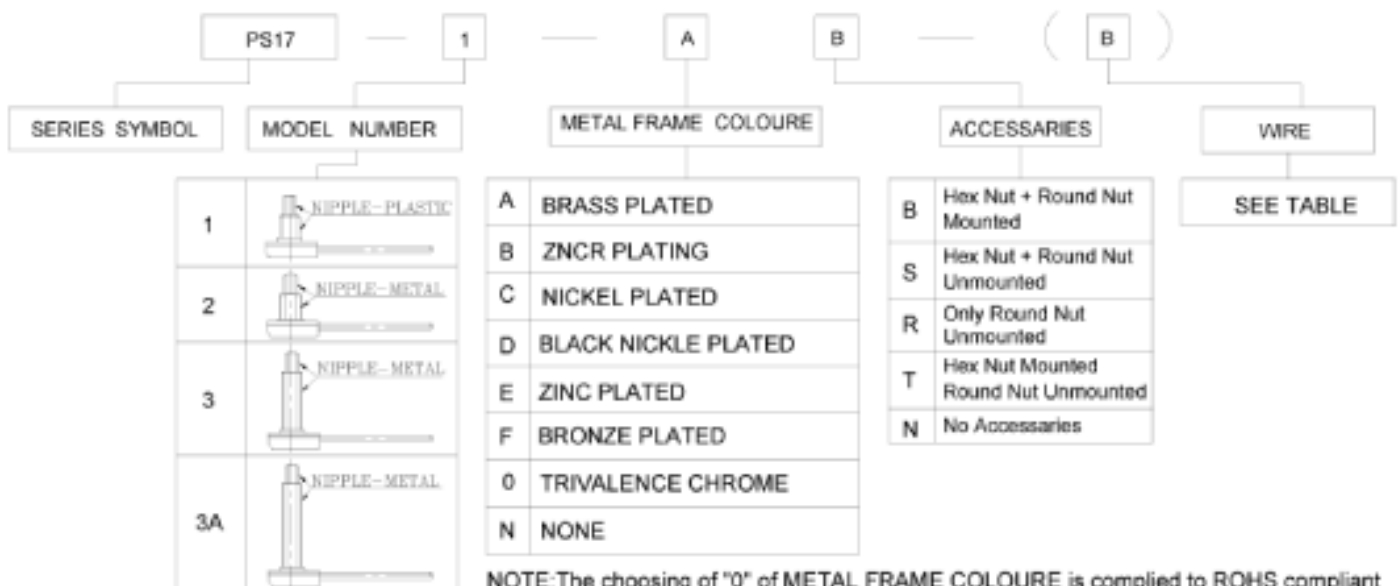 PS17 — 1 — A B — ( B )
SERIES SYMBOL
MODEL NUMBER
METAL FRAME COLOURE
ACCESSARIES
WIRE
1 NIPPLE-PLASTIC
2 NIPPLE-METAL
3 NIPPLE-METAL
3A NIPPLE-METAL
A BRASS PLATED
B ZNCR PLATING
C NICKEL PLATED
D BLACK NICKLE PLATED
E ZINC PLATED
F BRONZE PLATED
0 TRIVALENCE CHROME
N NONE
B Hex Nut + Round Nut
Mounted
S Hex Nut + Round Nut
Unmounted
R Only Round Nut
Unmounted
T Hex Nut Mounted
Round Nut Unmounted
N No Accessaries
SEE TABLE
NOTE:The choosing of "0" of METAL FRAME COLOURE is complied to ROHS compliant